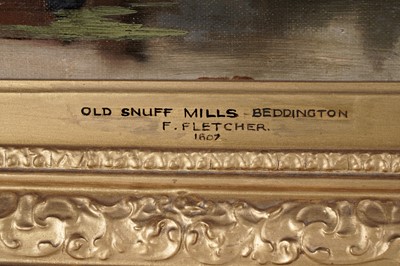 OLD SNUFF MILLS - BEDDINGTON
F. FLETCHER.
1807